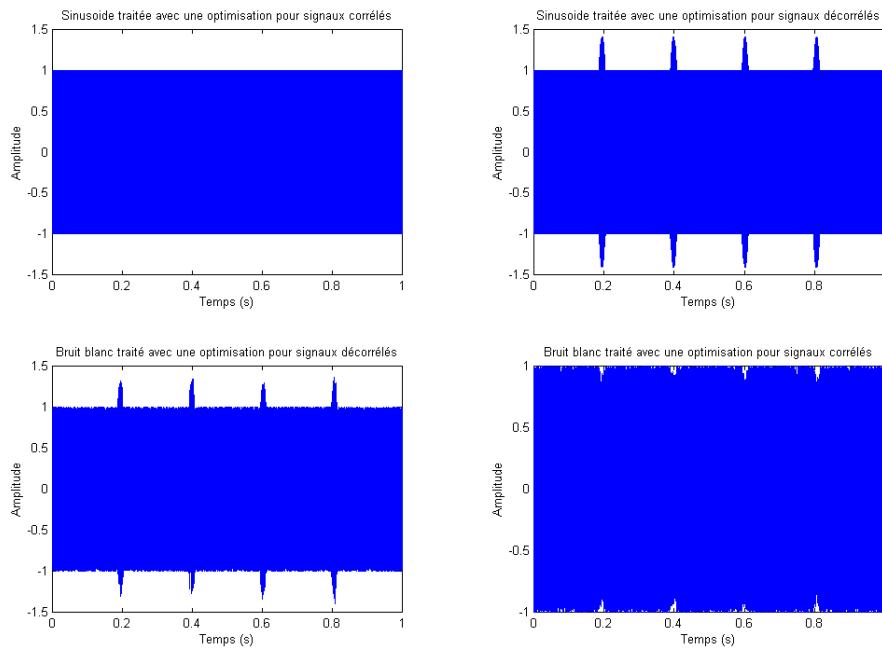 Sinusoide traitée avec une optimisation pour signaux corrélés
1.5
1
0.5
0
-0.5
-1
-1.5
Amplitude
0 0.2 0.4 0.6 0.8 1
Temps (s)
Sinusoide traitée avec une optimisation pour signaux décorrélés
1.5
1
0.5
0
-0.5
-1
-1.5
Amplitude
0 0.2 0.4 0.6 0.8
Temps (s)
Bruit blanc traité avec une optimisation pour signaux décorrélés
1.5
1
0.5
0
-0.5
-1
-1.5
Amplitude
0 0.2 0.4 0.6 0.8 1
Temps (s)
Bruit blanc traité avec une optimisation pour signaux corrélés
1
0.5
0
-0.5
-1
Amplitude
0 0.2 0.4 0.6 0.8
Temps (s)